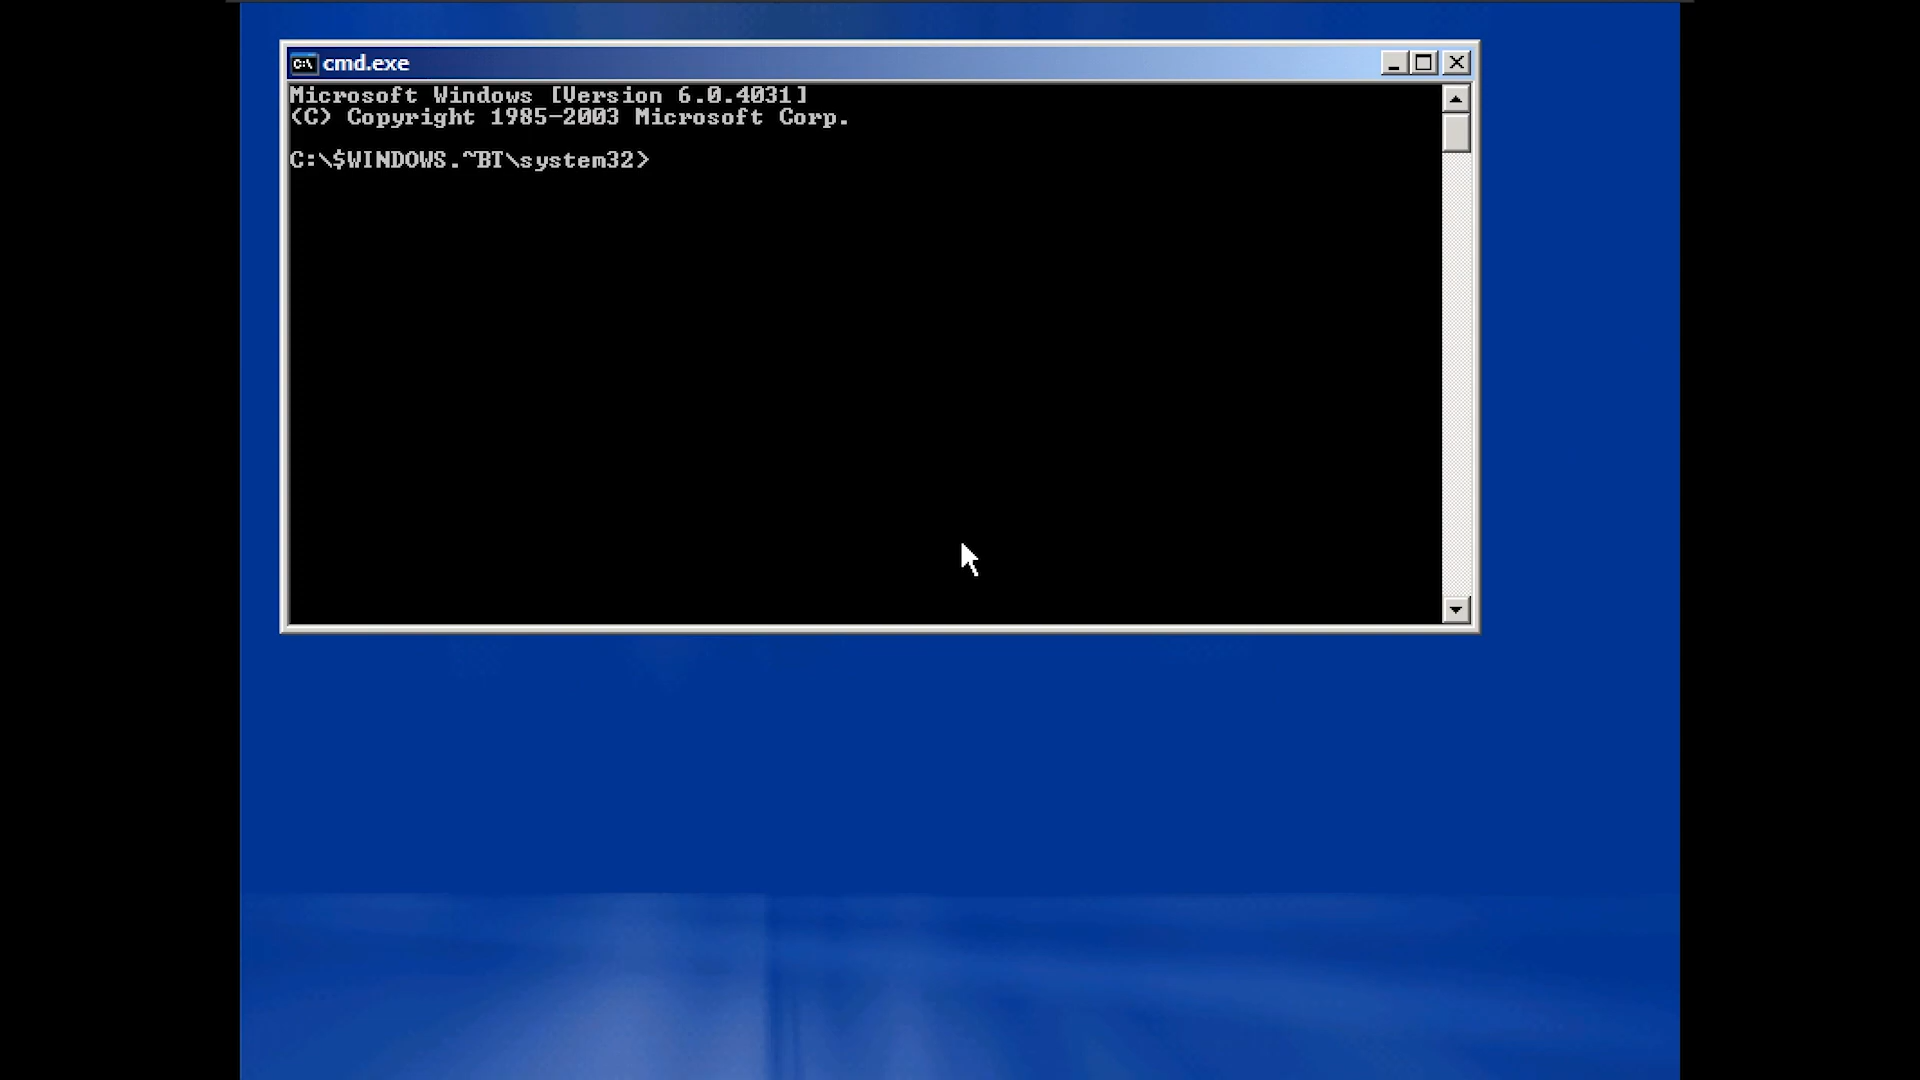 cmd.exe
Microsoft Windows [Version 6.0.4031]
(C) Copyright 1985-2003 Microsoft Corp.
C:\$WINDOWS.~BT\system32>